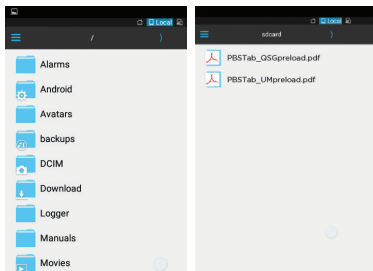 Local
/
Alarms
Android
Avatars
backups
DCIM
Download
Logger
Manuals
Movies
Local
sdcard
PBSTab_QSGpreload.pdf
PBSTab_UMpreload.pdf